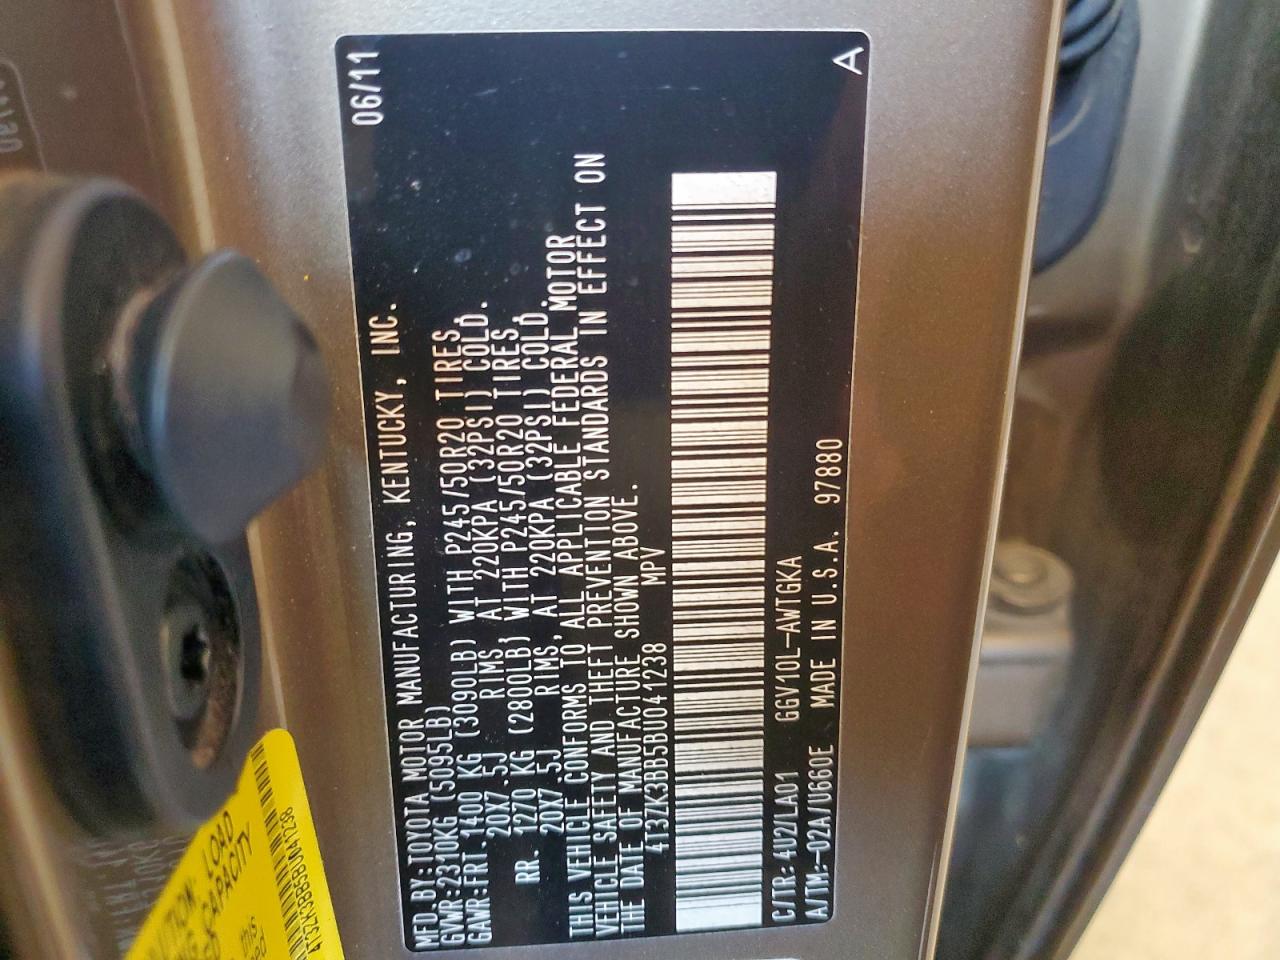 MFD.BY:TOYOTA MOTOR MANUFACTURING, KENTUCKY, INC. 06/11
GVWR:2310KG (5095LB)
GAWR:FRT.1400 KG (3090LB) WITH P245/50R20 TIRES,
20X7.5J RIMS, AT 220KPA (32PSI) COLD.
RR. 1270 KG (2800LB) WITH P245/50R20 TIRES,
20X7.5J RIMS, AT 220KPA (32PSI) COLD.
THIS VEHICLE CONFORMS TO ALL APPLICABLE FEDERAL MOTOR
VEHICLE SAFETY AND THEFT PREVENTION STANDARDS IN EFFECT ON
THE DATE OF MANUFACTURE SHOWN ABOVE.
4T3ZK3BB5BU041238 MPV
C/TR:4U2/LA01 GGV10L-AWTGKA
A/TM:-02A/U660E MADE IN U.S.A. 97880 A
LOAD
CAPACITY
this
4T3ZK3BB5BU041238